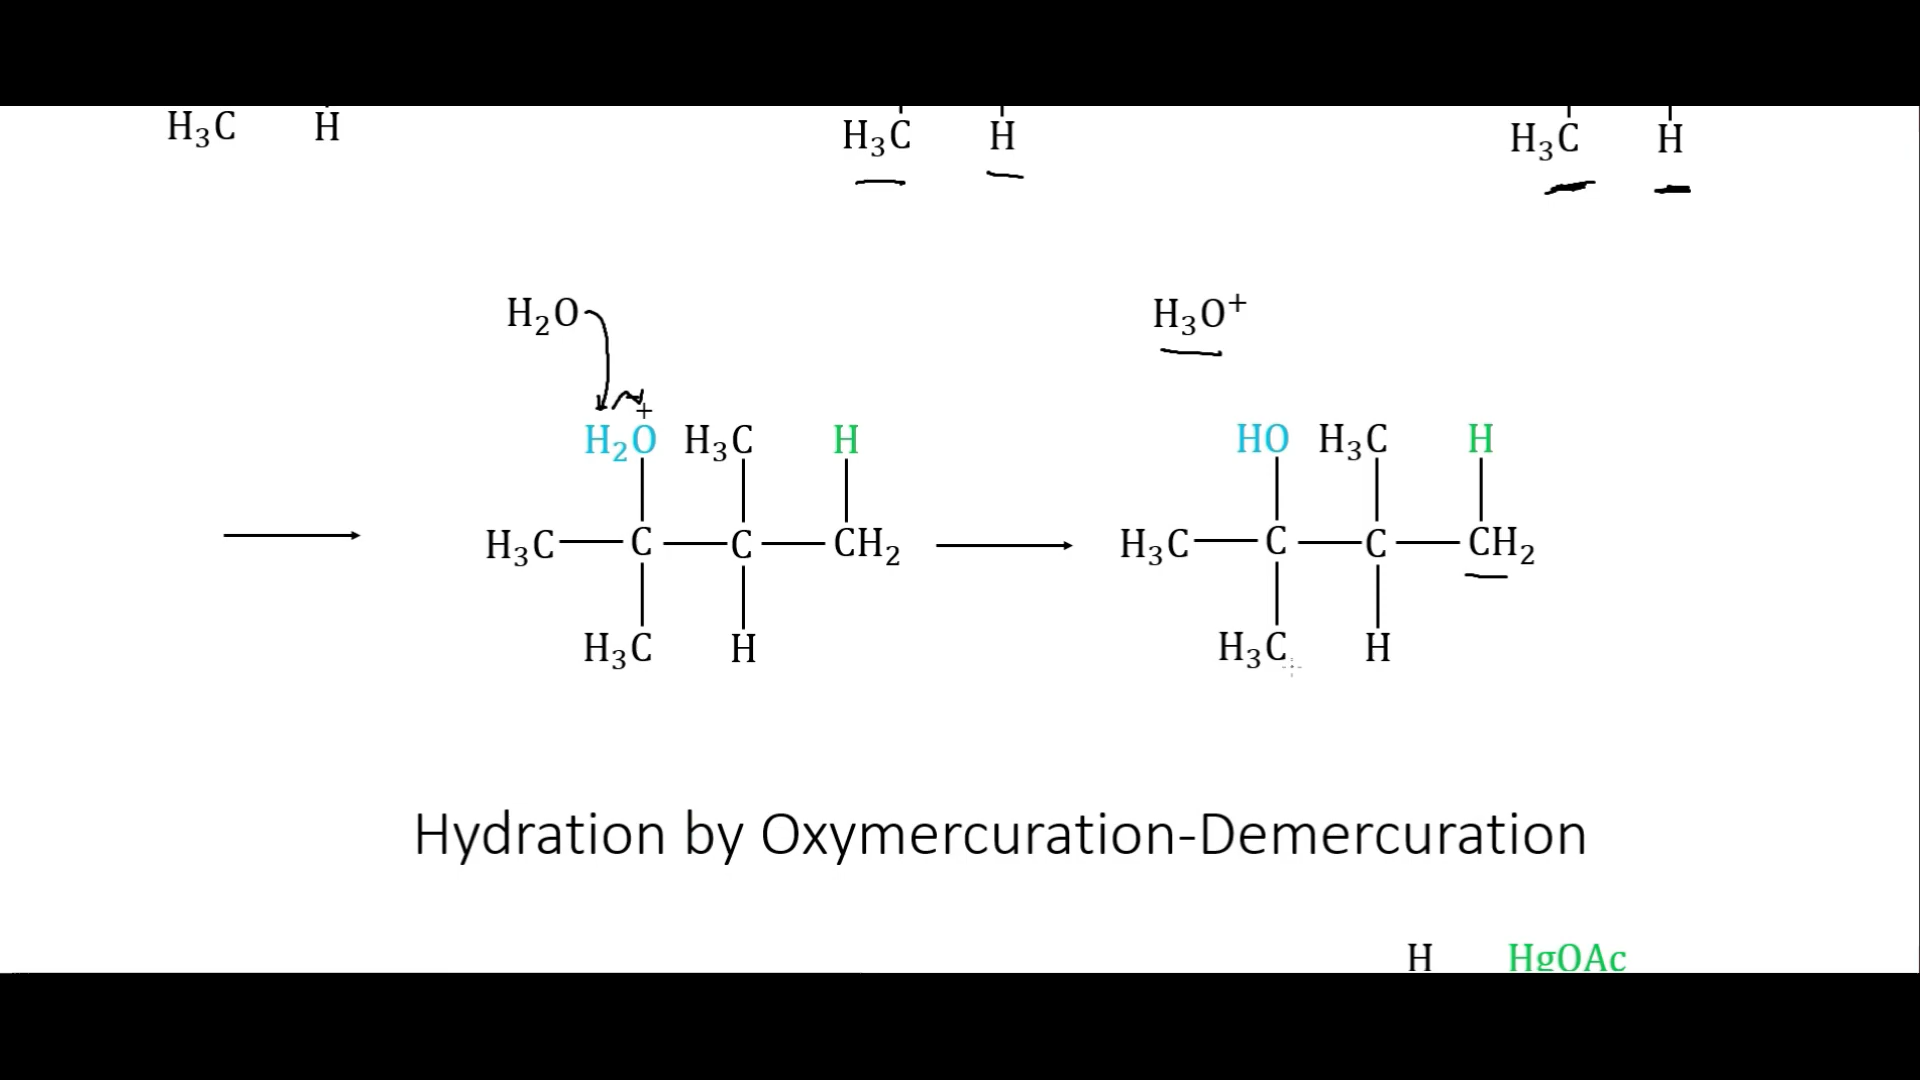 H₃C H H₃C H H₃C H
H₂O H₃O⁺
+
H₂O H₃C H HO H₃C H
H₃C C C CH₂ H₃C C C CH₂
H₃C H H₃C H
Hydration by Oxymercuration-Demercuration
H HgOAc